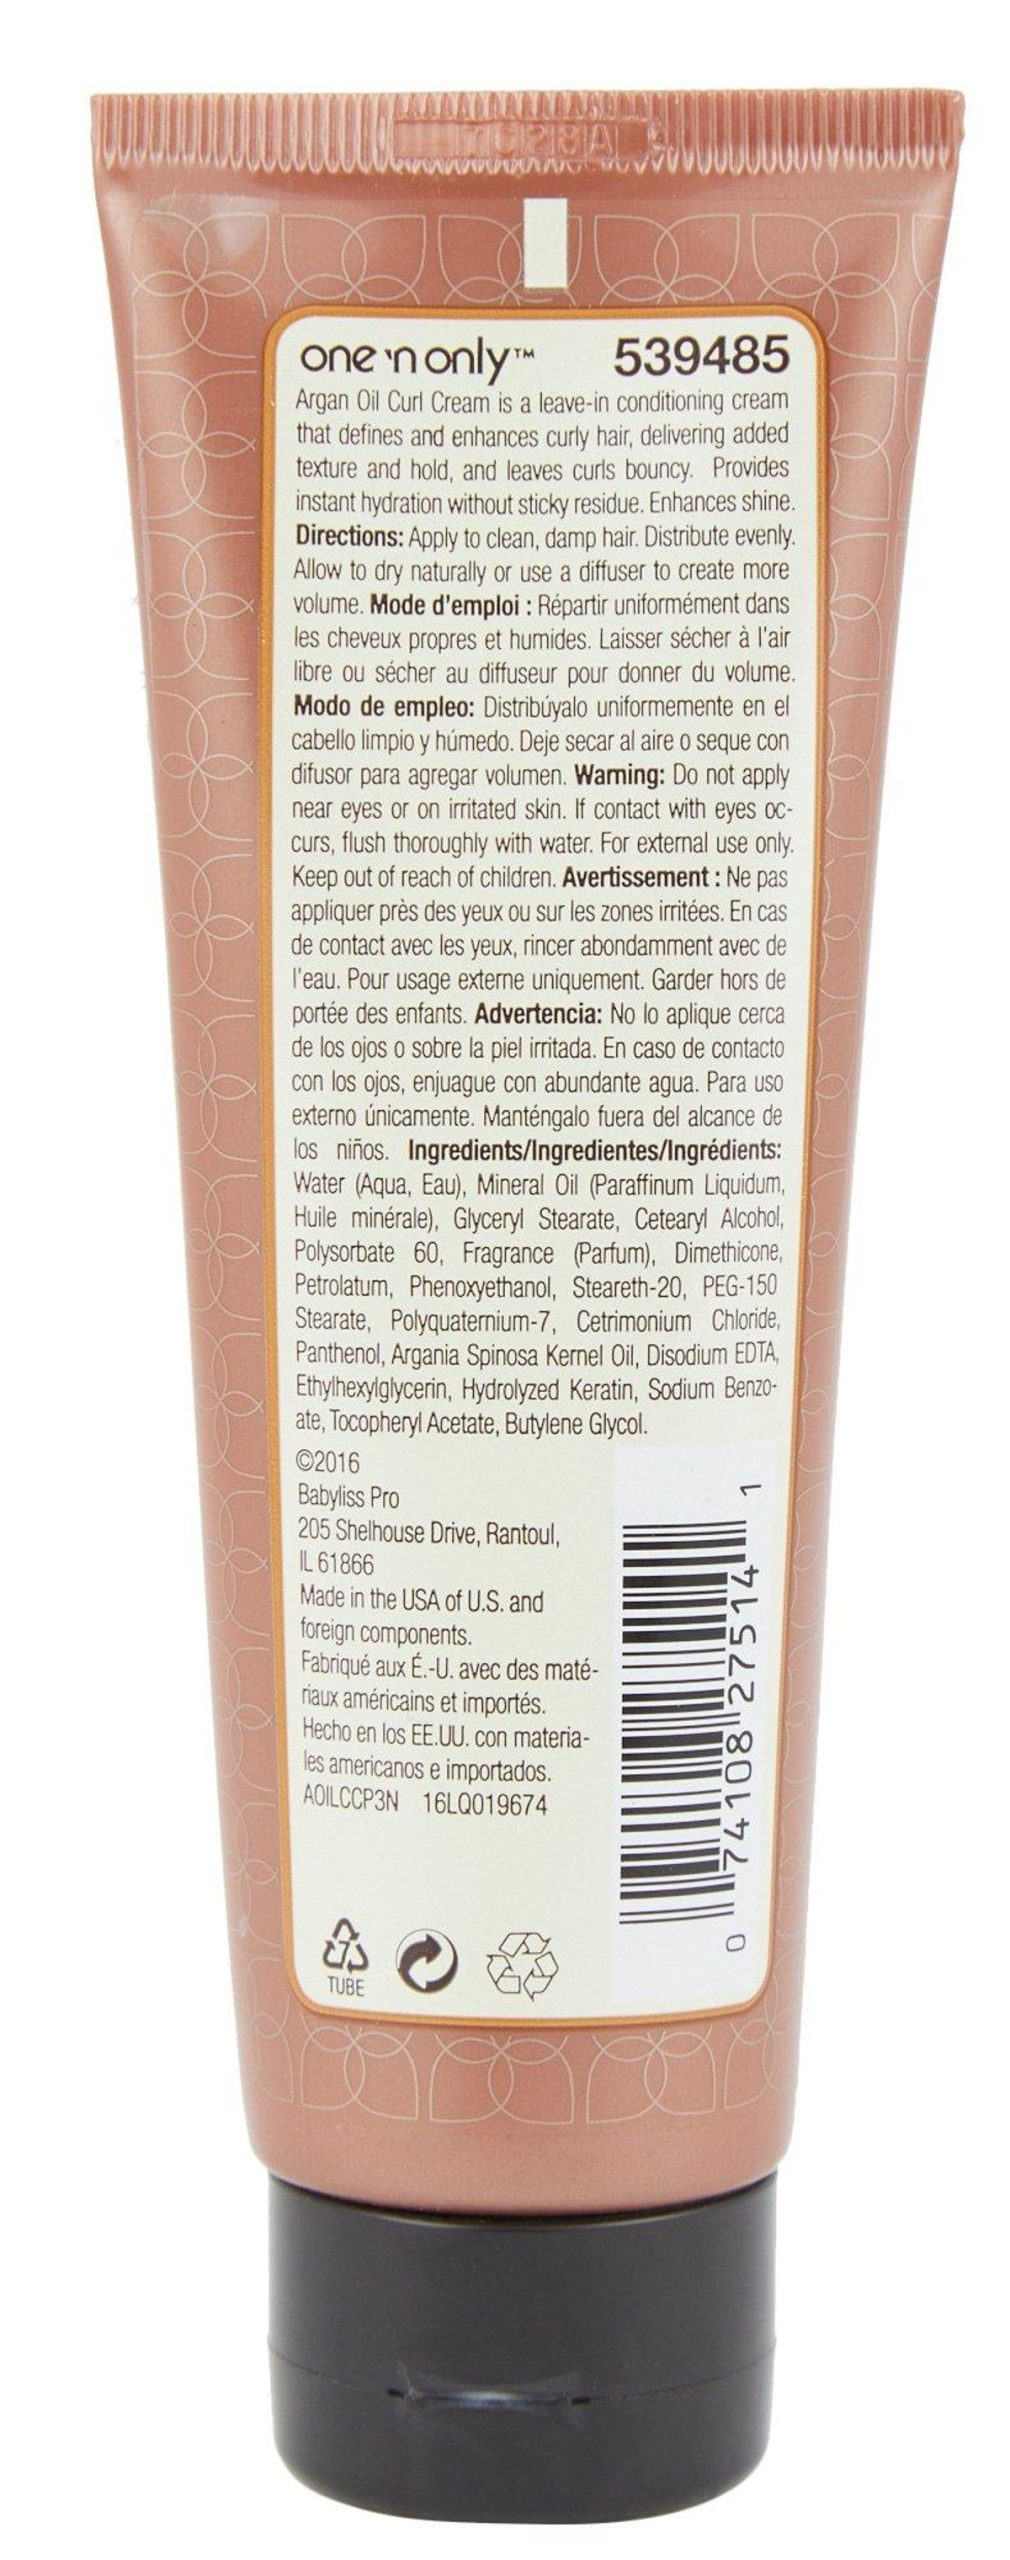 one 'n only™ 539485
Argan Oil Curl Cream is a leave-in conditioning cream
that defines and enhances curly hair, delivering added
texture and hold, and leaves curls bouncy. Provides
instant hydration without sticky residue. Enhances shine.
Directions: Apply to clean, damp hair. Distribute evenly.
Allow to dry naturally or use a diffuser to create more
volume. Mode d'emploi : Répartir uniformément dans
les cheveux propres et humides. Laisser sécher à l'air
libre ou sécher au diffuseur pour donner du volume.
Modo de empleo: Distribúyalo uniformemente en el
cabello limpio y húmedo. Deje secar al aire o seque con
difusor para agregar volumen. Warning: Do not apply
near eyes or on irritated skin. If contact with eyes oc-
curs, flush thoroughly with water. For external use only.
Keep out of reach of children. Avertissement : Ne pas
appliquer près des yeux ou sur les zones irritées. En cas
de contact avec les yeux, rincer abondamment avec de
l'eau. Pour usage externe uniquement. Garder hors de
portée des enfants. Advertencia: No lo aplique cerca
de los ojos o sobre la piel irritada. En caso de contacto
con los ojos, enjuague con abundante agua. Para uso
externo únicamente. Manténgalo fuera del alcance de
los niños. Ingredients/Ingredientes/Ingrédients:
Water (Aqua, Eau), Mineral Oil (Paraffinum Liquidum,
Huile minérale), Glyceryl Stearate, Cetearyl Alcohol,
Polysorbate 60, Fragrance (Parfum), Dimethicone,
Petrolatum, Phenoxyethanol, Steareth-20, PEG-150
Stearate, Polyquaternium-7, Cetrimonium Chloride,
Panthenol, Argania Spinosa Kernel Oil, Disodium EDTA,
Ethylhexylglycerin, Hydrolyzed Keratin, Sodium Benzo-
ate, Tocopheryl Acetate, Butylene Glycol.
©2016
Babyliss Pro
205 Shelhouse Drive, Rantoul,
IL 61866
Made in the USA of U.S. and
foreign components.
Fabriqué aux É.-U. avec des maté-
riaux américains et importés.
Hecho en los EE.UU. con materia-
les americanos e importados.
AOILCCP3N 16LQ019674
0 74108 27514 1
7
TUBE